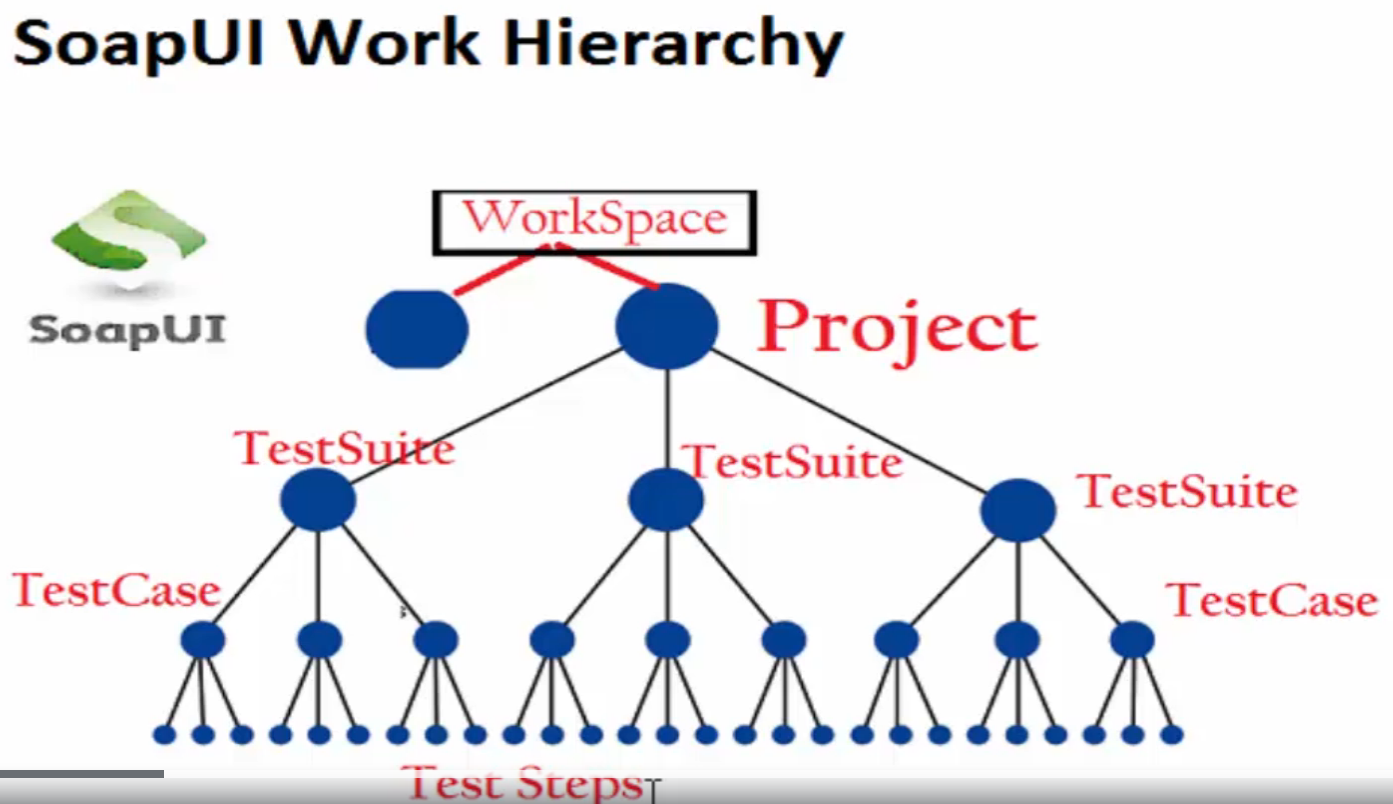 SoapUI Work Hierarchy
WorkSpace
SoapUI
Project
TestSuite
TestSuite
TestSuite
TestCase
TestCase
Test Steps